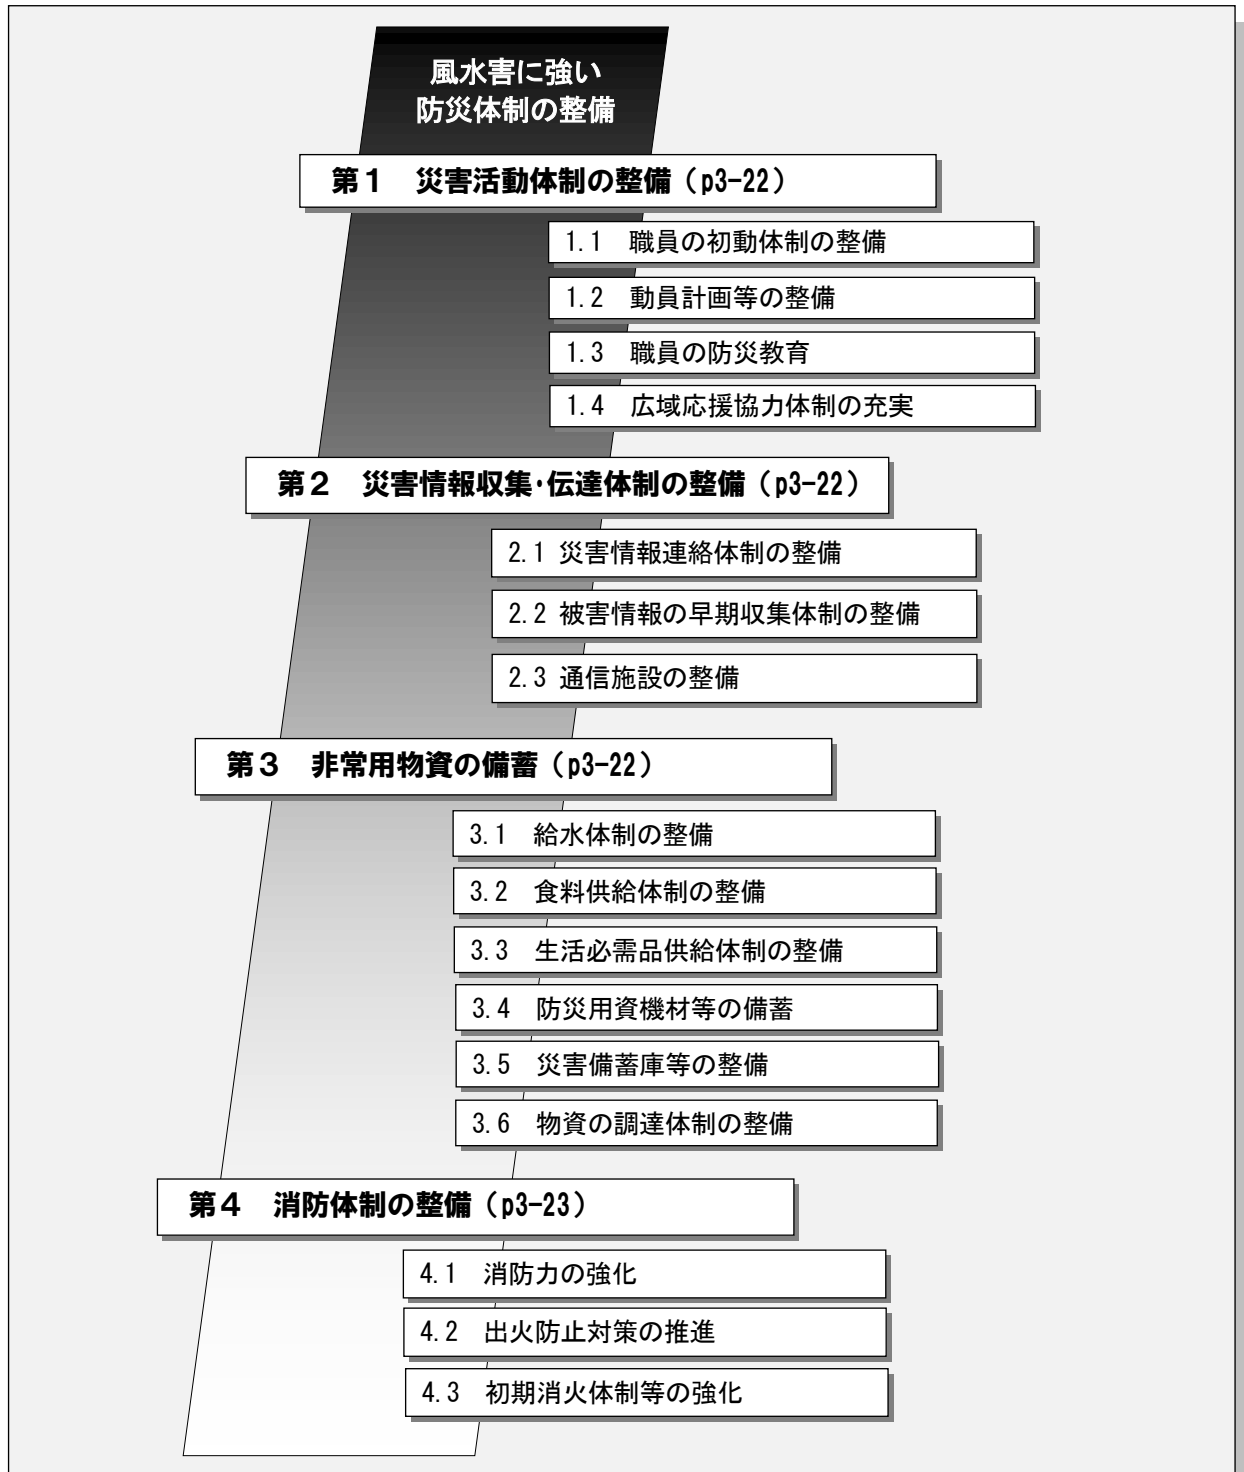 風水害に強い
防災体制の整備
第１　災害活動体制の整備（p3-22）
1.1　職員の初動体制の整備
1.2　動員計画等の整備
1.3　職員の防災教育
1.4　広域応援協力体制の充実
第２　災害情報収集･伝達体制の整備（p3-22）
2.1 災害情報連絡体制の整備
2.2 被害情報の早期収集体制の整備
2.3 通信施設の整備
第３　非常用物資の備蓄（p3-22）
3.1　給水体制の整備
3.2　食料供給体制の整備
3.3　生活必需品供給体制の整備
3.4　防災用資機材等の備蓄
3.5　災害備蓄庫等の整備
3.6　物資の調達体制の整備
第４　消防体制の整備（p3-23）
4.1　消防力の強化
4.2　出火防止対策の推進
4.3　初期消火体制等の強化